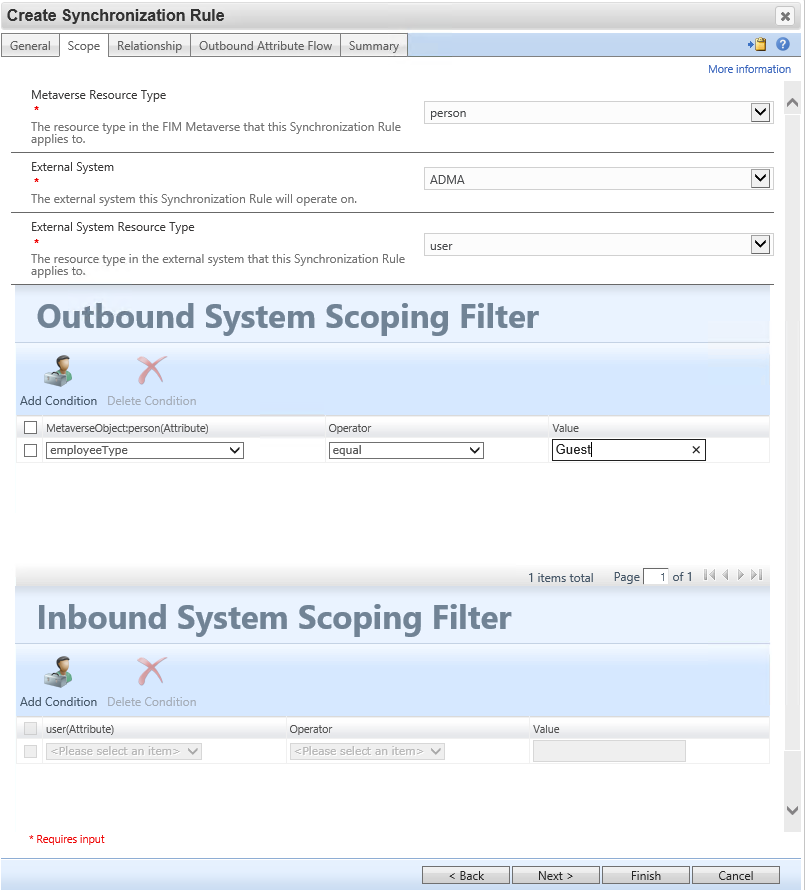 Create Synchronization Rule
General Scope Relationship Outbound Attribute Flow Summary
More information
Metaverse Resource Type
*
The resource type in the FIM Metaverse that this Synchronization Rule
applies to.
person
External System
*
The external system this Synchronization Rule will operate on.
ADMA
External System Resource Type
*
The resource type in the external system that this Synchronization Rule
applies to.
user
Outbound System Scoping Filter
Add Condition Delete Condition
MetaverseObject:person(Attribute) Operator Value
employeeType equal Guest
1 items total Page 1 of 1
Inbound System Scoping Filter
Add Condition Delete Condition
user(Attribute) Operator Value
<Please select an item> <Please select an item>
* Requires input
< Back Next > Finish Cancel